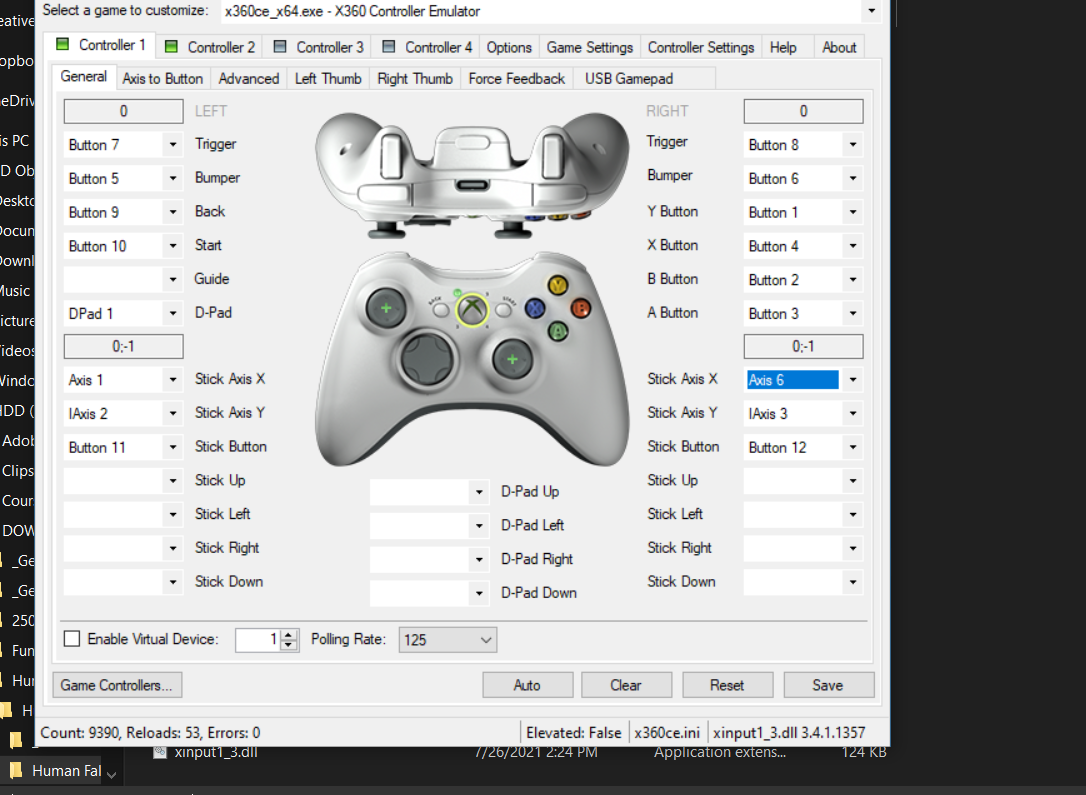 Select a game to customize: x360ce_x64.exe - X360 Controller Emulator
Controller 1 Controller 2 Controller 3 Controller 4 Options Game Settings Controller Settings Help About
General Axis to Button Advanced Left Thumb Right Thumb Force Feedback USB Gamepad
0 LEFT RIGHT 0
Button 7 Trigger Trigger Button 8
Button 5 Bumper Bumper Button 6
Button 9 Back Y Button Button 1
Button 10 Start X Button Button 4
Guide B Button Button 2
DPad 1 D-Pad A Button Button 3
0;-1 0;-1
Axis 1 Stick Axis X Stick Axis X Axis 6
IAxis 2 Stick Axis Y Stick Axis Y IAxis 3
Button 11 Stick Button Stick Button Button 12
Stick Up Stick Up
D-Pad Up
Stick Left Stick Left
D-Pad Left
Stick Right Stick Right
D-Pad Right
Stick Down Stick Down
D-Pad Down
Enable Virtual Device: 1 Polling Rate: 125
Game Controllers... Auto Clear Reset Save
Count: 9390, Reloads: 53, Errors: 0 Elevated: False x360ce.ini xinput1_3.dll 3.4.1.1357
xinput1_3.dll 7/26/2021 2:24 PM Application extens... 124 KB
eative
opbo
eDriv
is PC
D Ob
Deskto
Docum
Downl
Music
icture
ideos
Windo
HDD (
Adob
Clips
Cour
DOW
_Ge
_Ge
250
Fun
Hur
H
Human Fal
BACK START
Y
X B
A